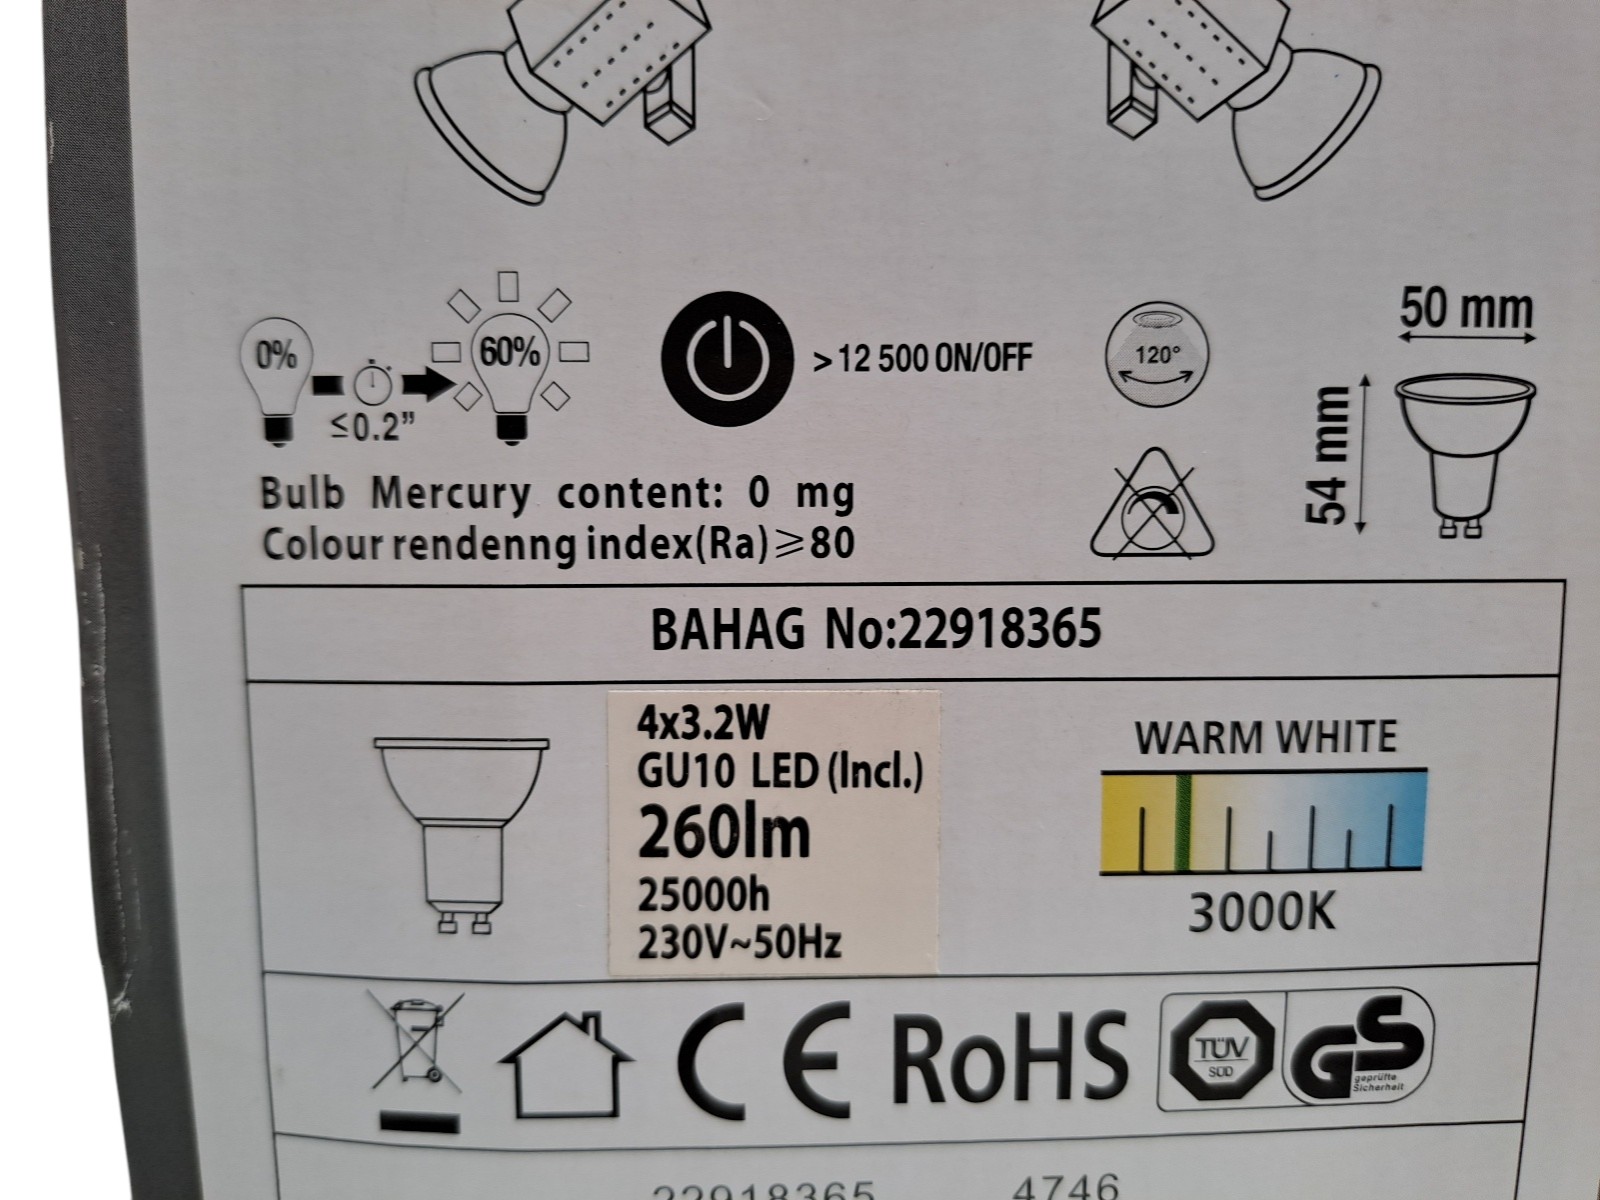 0%
60%
≤0.2”
>12 500 ON/OFF
120°
50 mm
54 mm
Bulb Mercury content: 0 mg
Colour rendenng index(Ra)≥80
BAHAG No:22918365
4x3.2W
GU10 LED (Incl.)
260lm
25000h
230V~50Hz
WARM WHITE
3000K
CE RoHS
TÜV
SÜD
GS
geprüfte
Sicherheit
22918365 4746